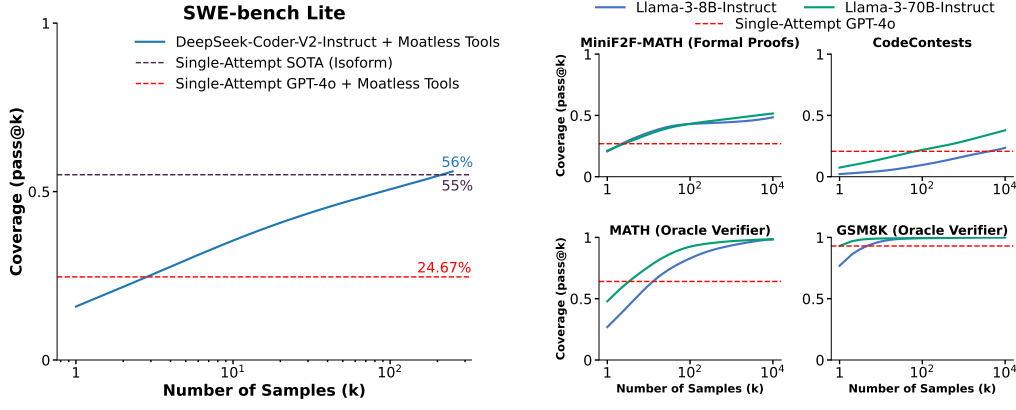 SWE-bench Lite
1
0.5
0
Coverage (pass@k)
DeepSeek-Coder-V2-Instruct + Moatless Tools
Single-Attempt SOTA (Isoform)
Single-Attempt GPT-4o + Moatless Tools
56%
55%
24.67%
1
10¹
10²
Number of Samples (k)
Llama-3-8B-Instruct
Llama-3-70B-Instruct
Single-Attempt GPT-4o
MiniF2F-MATH (Formal Proofs)
1
0.5
0
Coverage (pass@k)
1
10²
10⁴
CodeContests
1
0.5
0
1
10²
10⁴
MATH (Oracle Verifier)
1
0.5
0
Coverage (pass@k)
1
10²
10⁴
Number of Samples (k)
GSM8K (Oracle Verifier)
1
0.5
0
1
10²
10⁴
Number of Samples (k)